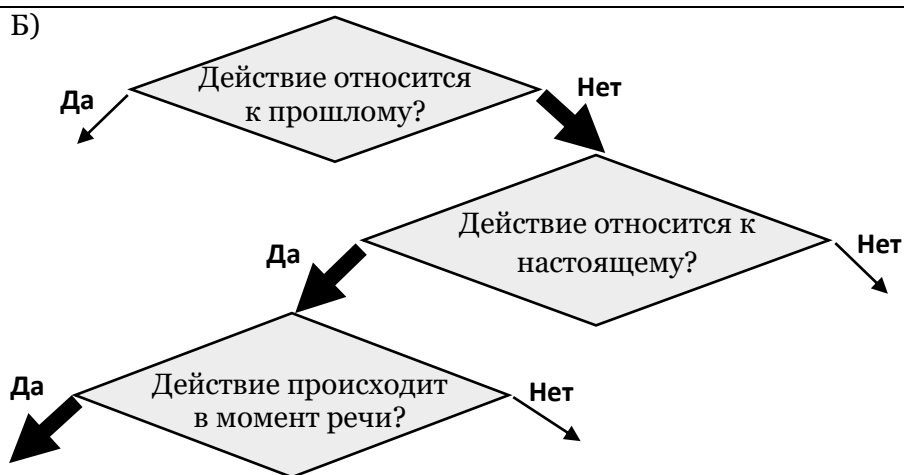 Б)
Действие относится
к прошлому?
Да
Нет
Действие относится к
настоящему?
Да
Нет
Действие происходит
в момент речи?
Да
Нет